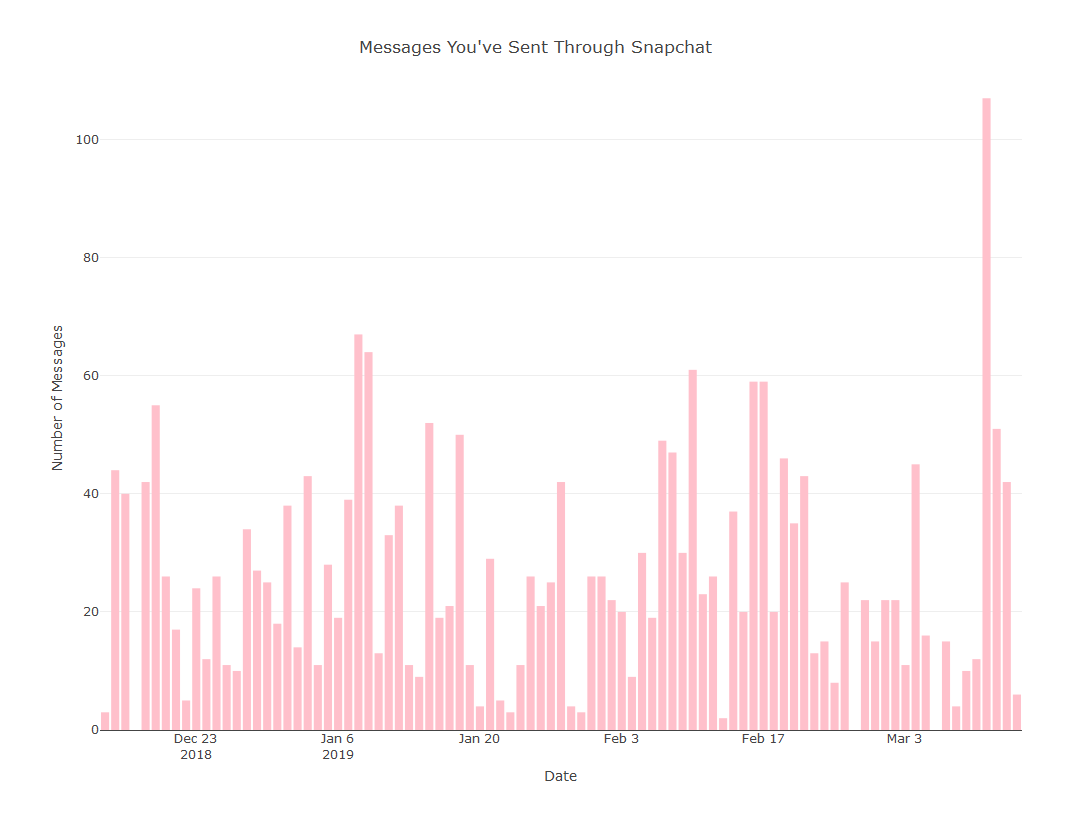 Messages You've Sent Through Snapchat
100
80
60
40
20
0
Number of Messages
Dec 23
2018
Jan 6
2019
Jan 20
Feb 3
Feb 17
Mar 3
Date